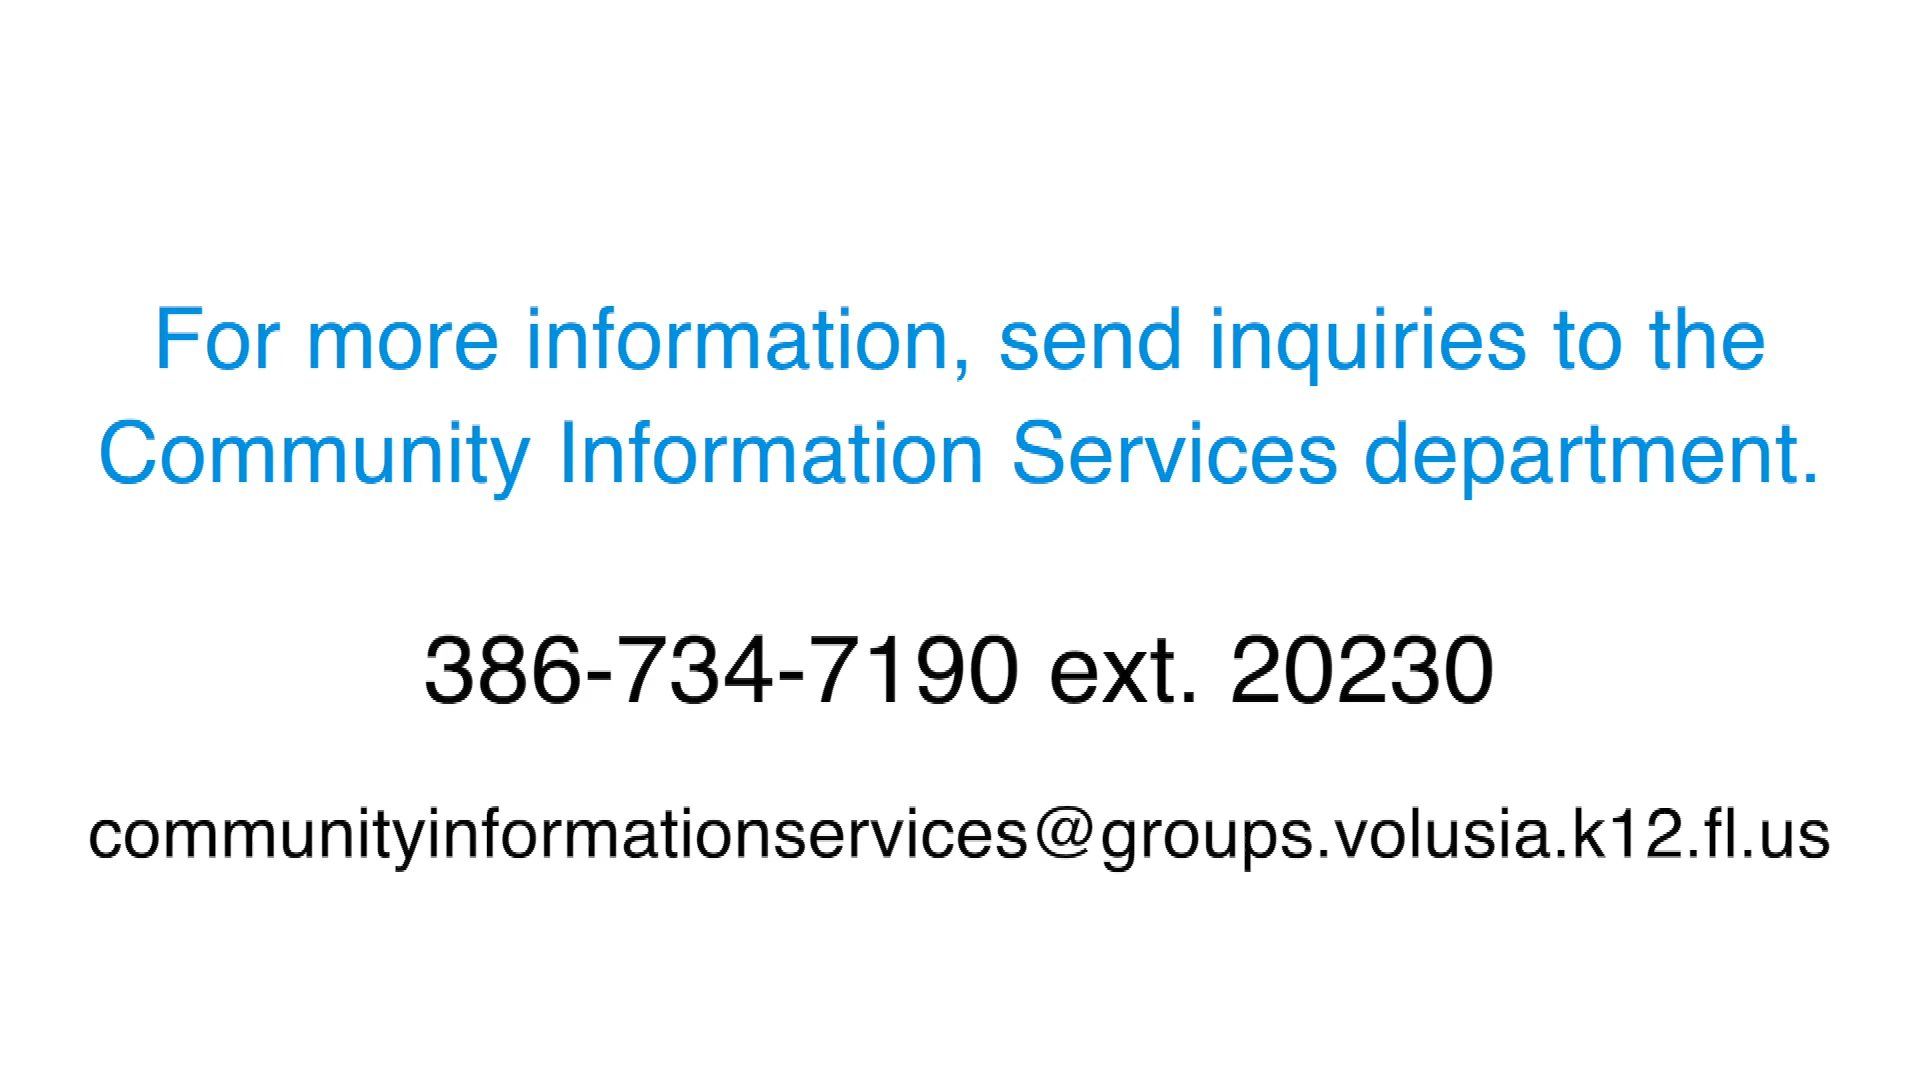 For more information, send inquiries to the
Community Information Services department.
386-734-7190 ext. 20230
communityinformationservices@groups.volusia.k12.fl.us